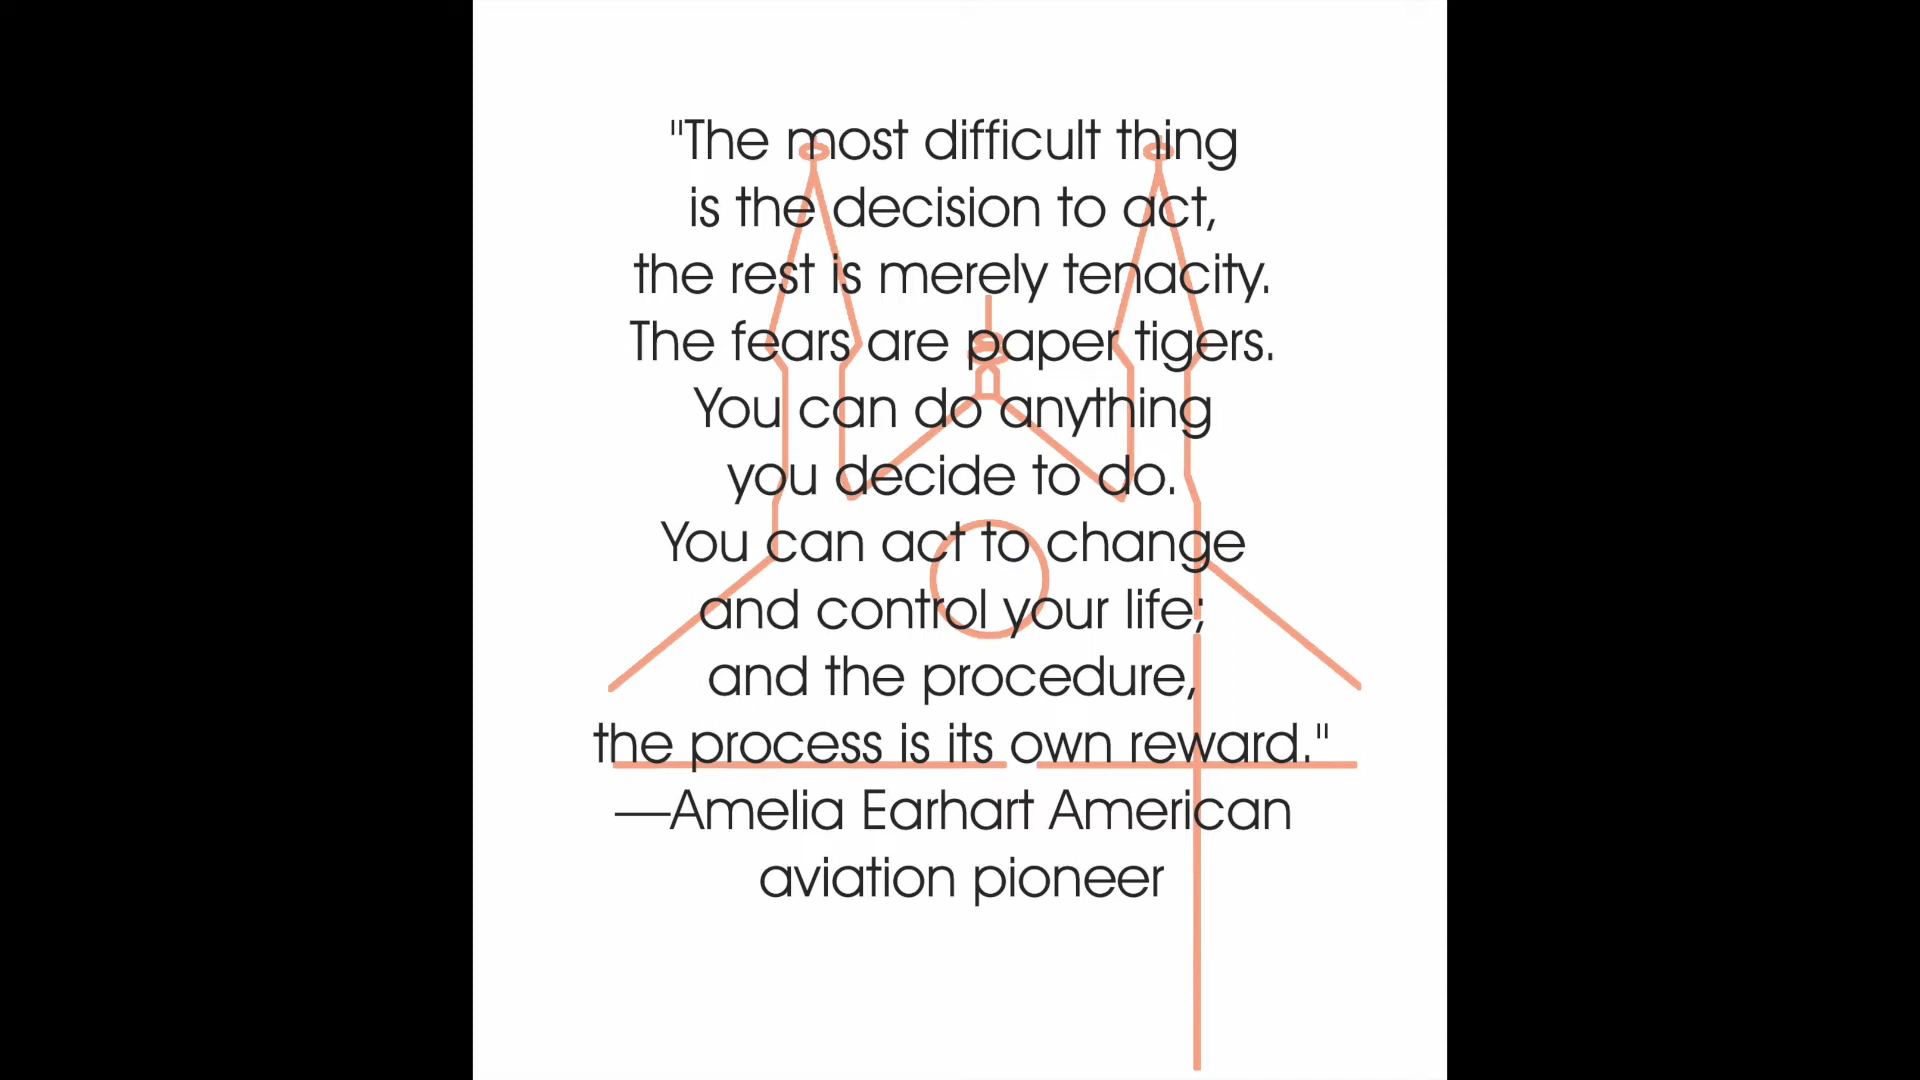 "The most difficult thing
is the decision to act,
the rest is merely tenacity.
The fears are paper tigers.
You can do anything
you decide to do.
You can act to change
and control your life;
and the procedure,
the process is its own reward."
—Amelia Earhart American
aviation pioneer